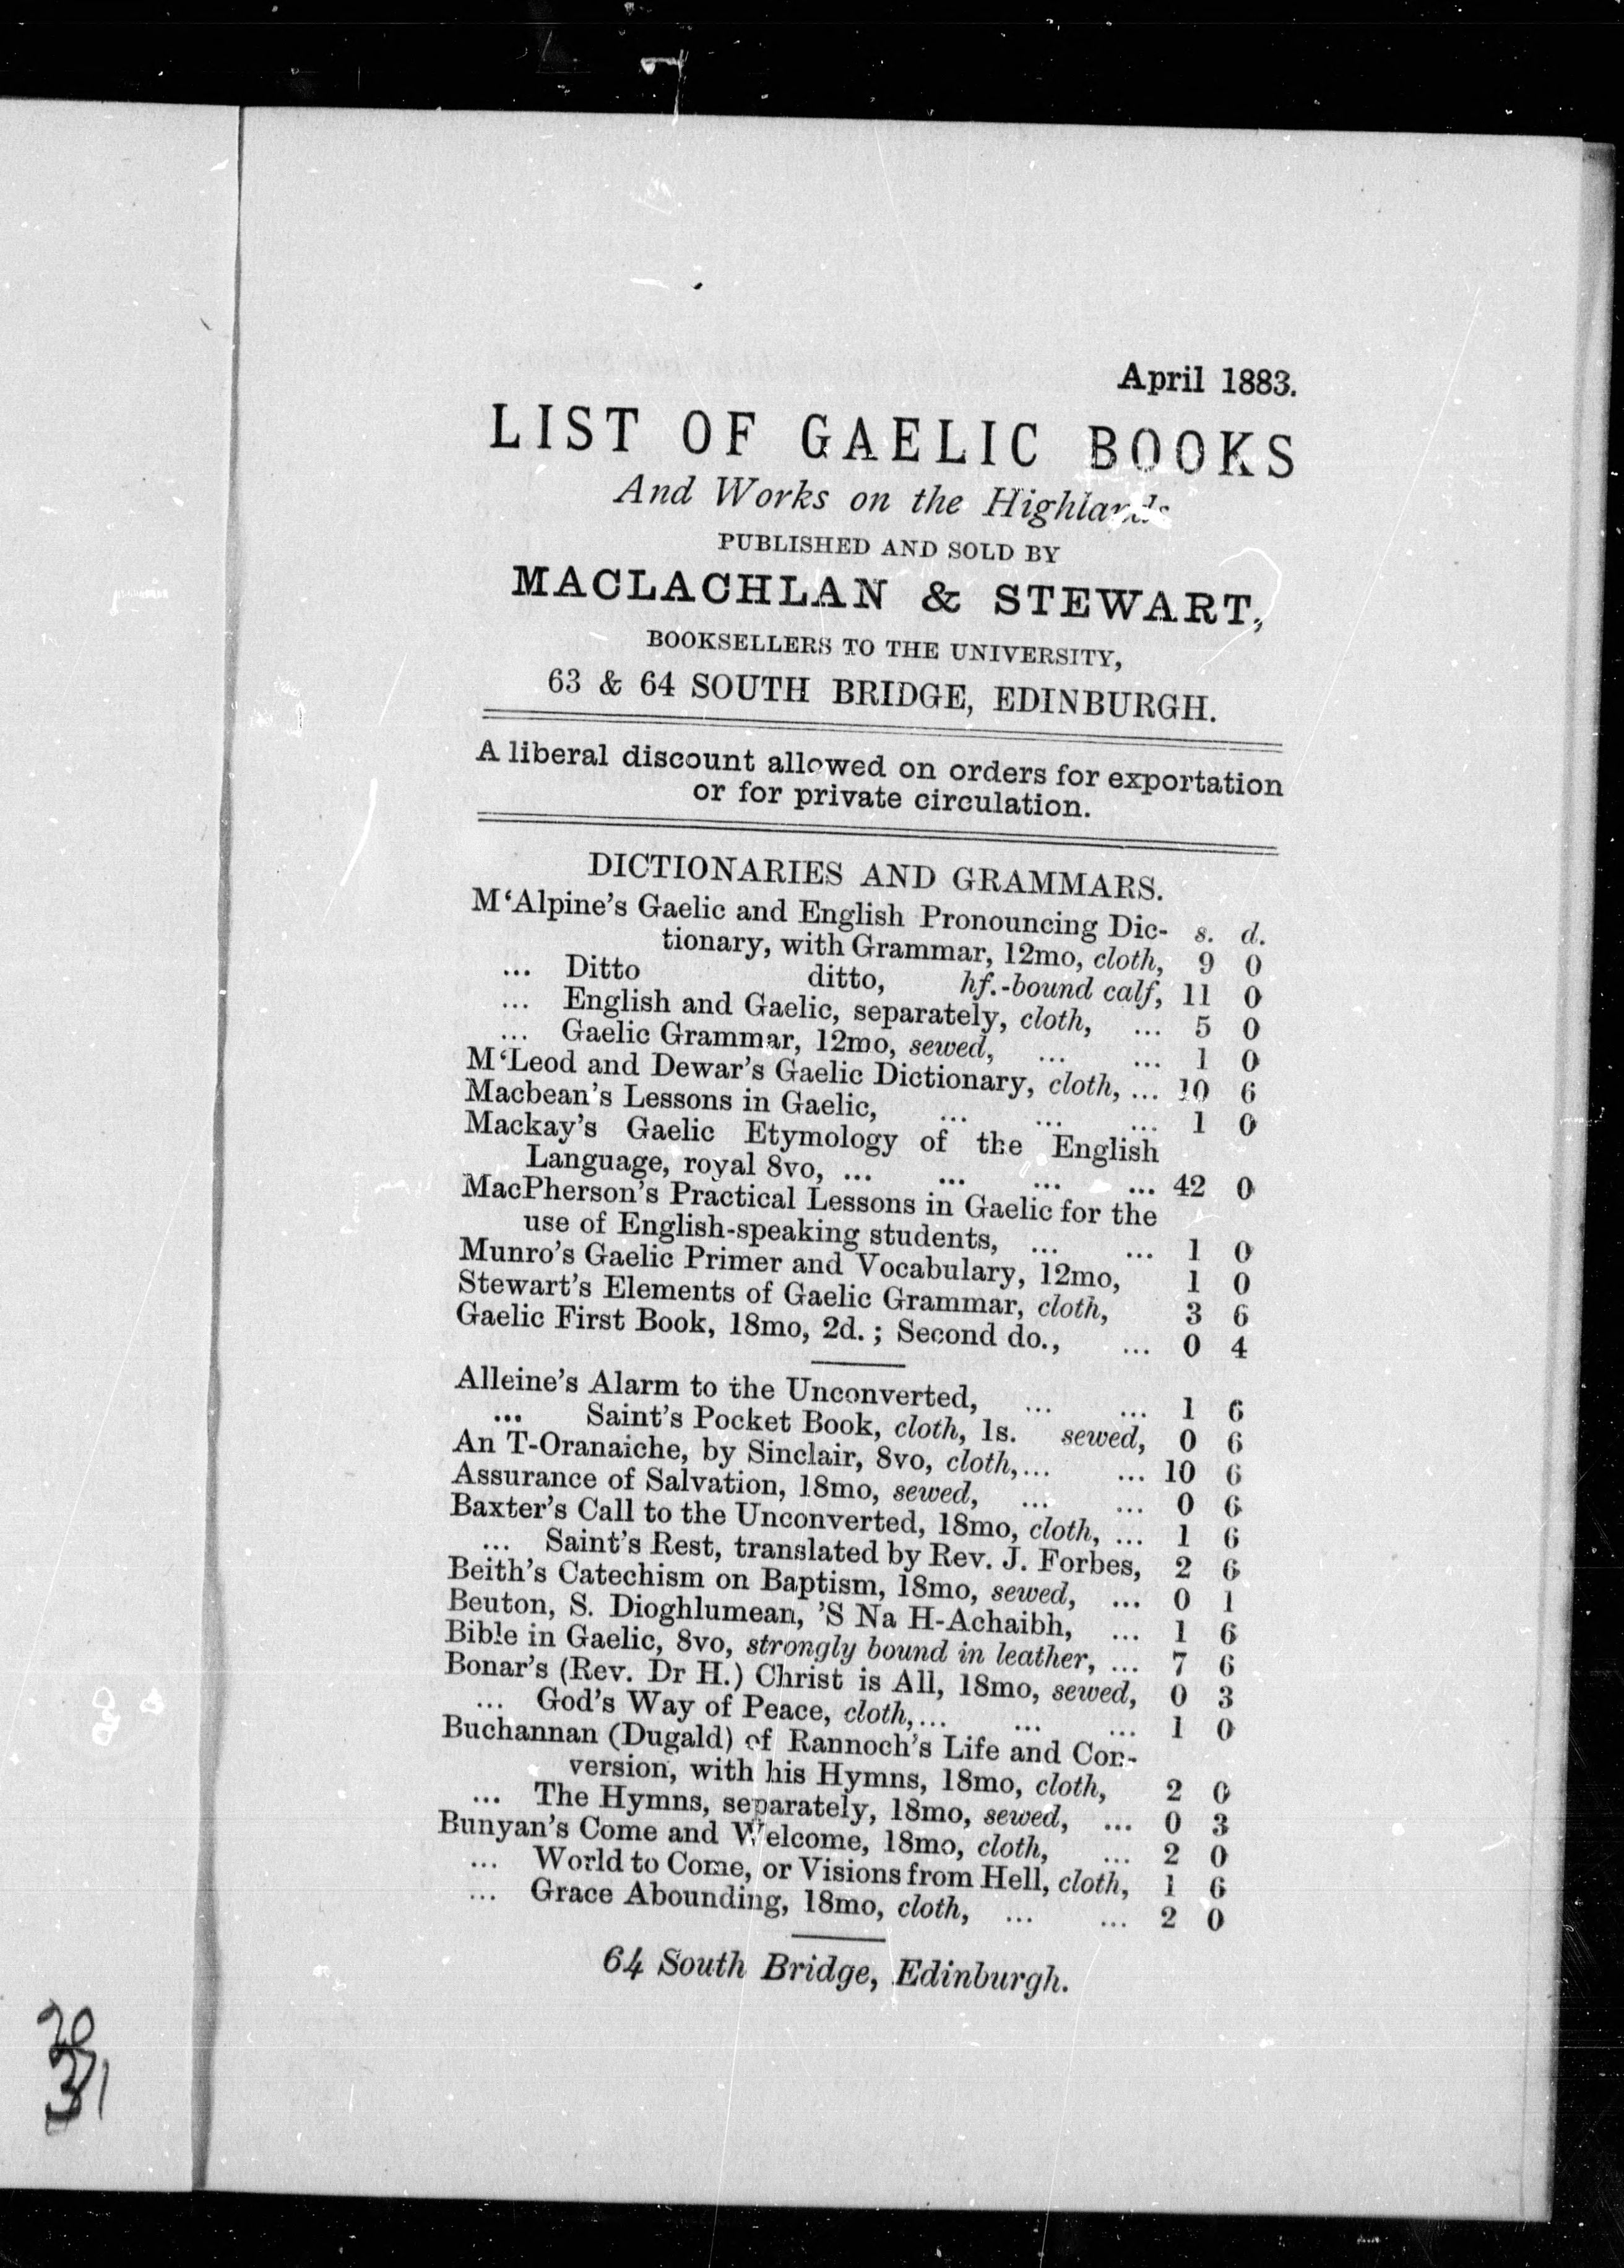 April 1883.
LIST OF GAELIC BOOKS
And Works on the Highlands
PUBLISHED AND SOLD BY
MACLACHLAN & STEWART,
BOOKSELLERS TO THE UNIVERSITY,
63 & 64 SOUTH BRIDGE, EDINBURGH.
A liberal discount allowed on orders for exportation
or for private circulation.
DICTIONARIES AND GRAMMARS.
M‘Alpine's Gaelic and English Pronouncing Dic- s. d.
tionary, with Grammar, 12mo, cloth, 9 0
... Ditto ditto, hf.-bound calf, 11 0
... English and Gaelic, separately, cloth, ... 5 0
... Gaelic Grammar, 12mo, sewed, ... ... 1 0
M‘Leod and Dewar's Gaelic Dictionary, cloth, ... 10 6
Macbean's Lessons in Gaelic, ... ... ... 1 0
Mackay's Gaelic Etymology of the English
Language, royal 8vo, ... ... ... ... 42 0
MacPherson's Practical Lessons in Gaelic for the
use of English-speaking students, ... ... 1 0
Munro's Gaelic Primer and Vocabulary, 12mo, 1 0
Stewart's Elements of Gaelic Grammar, cloth, 3 6
Gaelic First Book, 18mo, 2d. ; Second do., ... 0 4
Alleine's Alarm to the Unconverted, ... ... 1 6
... Saint's Pocket Book, cloth, 1s. sewed, 0 6
An T-Oranaiche, by Sinclair, 8vo, cloth,... ... 10 6
Assurance of Salvation, 18mo, sewed, ... ... 0 6
Baxter's Call to the Unconverted, 18mo, cloth, ... 1 6
... Saint's Rest, translated by Rev. J. Forbes, 2 6
Beith's Catechism on Baptism, 18mo, sewed, ... 0 1
Beuton, S. Dioghlumean, 'S Na H-Achaibh, ... 1 6
Bible in Gaelic, 8vo, strongly bound in leather, ... 7 6
Bonar's (Rev. Dr H.) Christ is All, 18mo, sewed, 0 3
... God's Way of Peace, cloth,... ... ... 1 0
Buchannan (Dugald) of Rannoch's Life and Con-
version, with his Hymns, 18mo, cloth, 2 0
... The Hymns, separately, 18mo, sewed, ... 0 3
Bunyan's Come and Welcome, 18mo, cloth, ... 2 0
... World to Come, or Visions from Hell, cloth, 1 6
... Grace Abounding, 18mo, cloth, ... ... 2 0
64 South Bridge, Edinburgh.